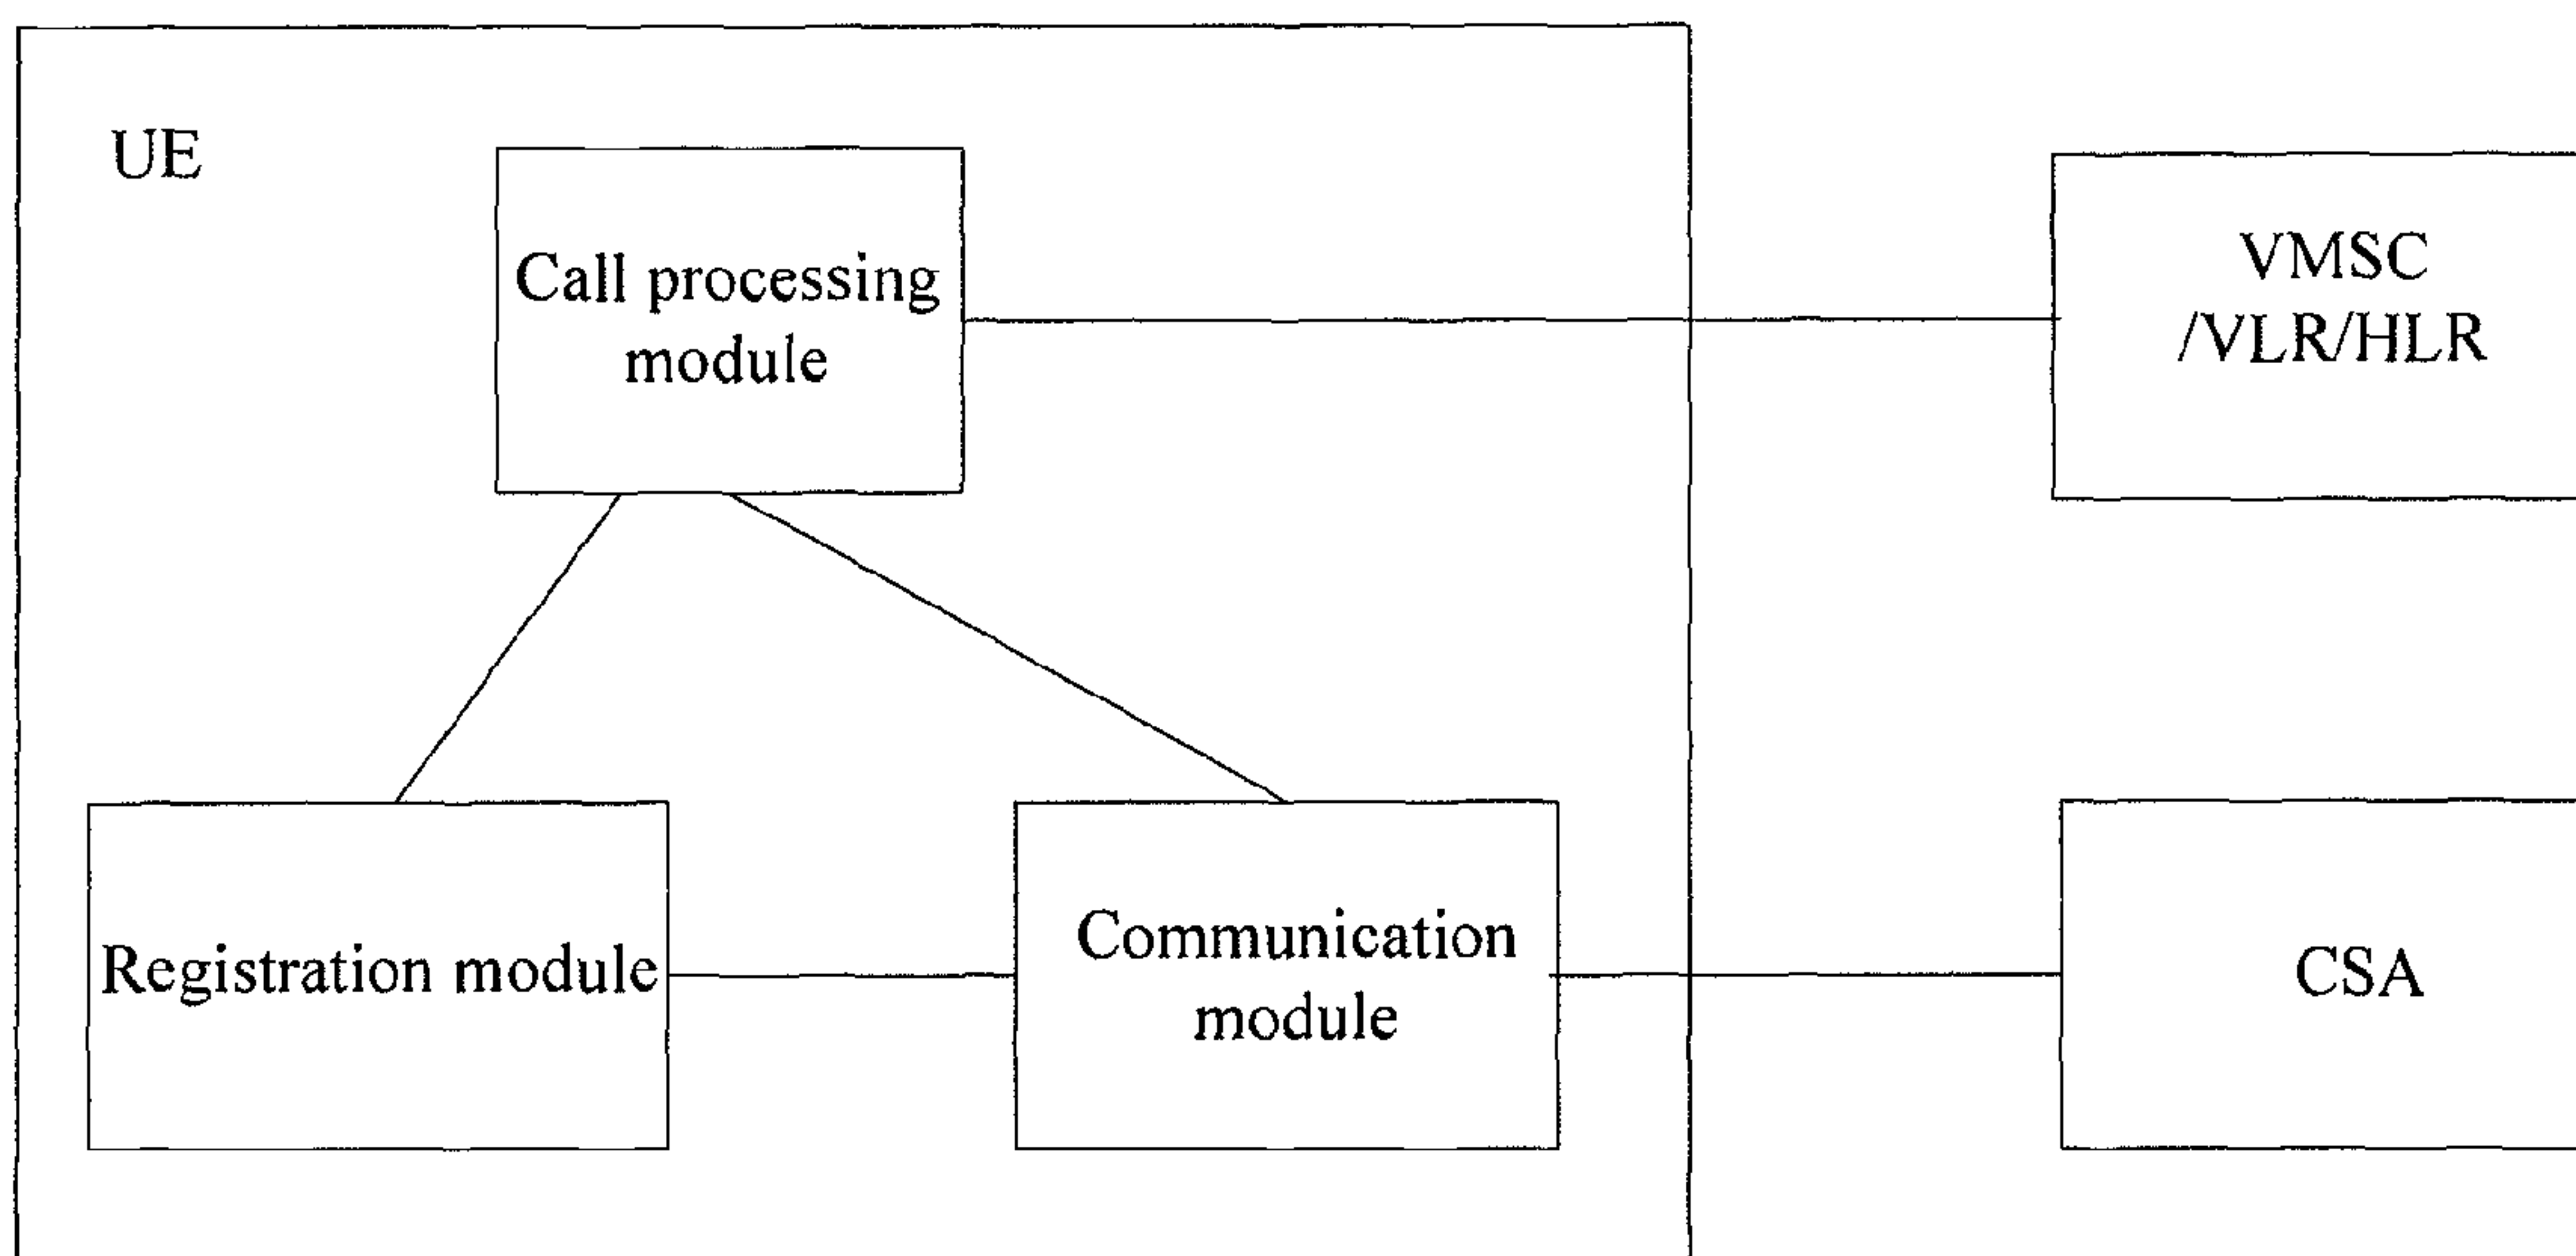 UE
Call processing
module
VMSC
/VLR/HLR
Registration module
Communication
module
CSA